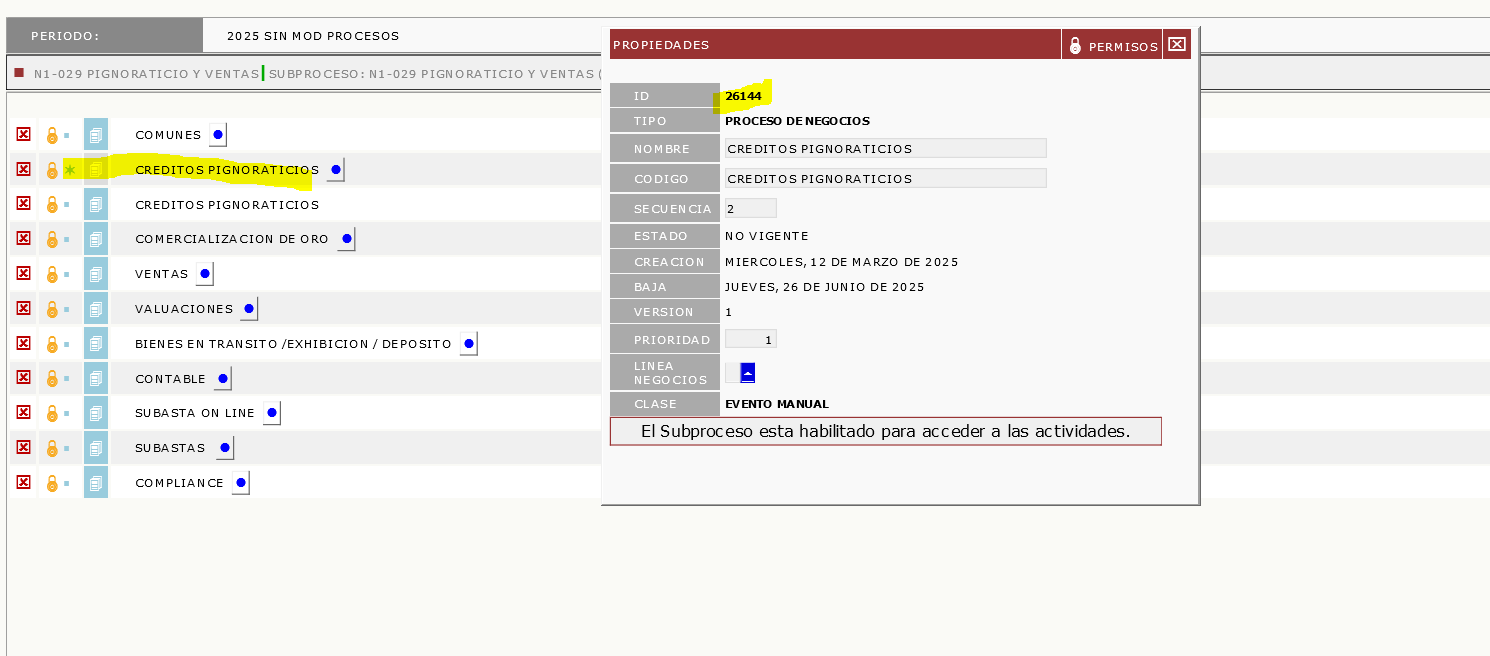 PERIODO: 2025 SIN MOD PROCESOS
N1-029 PIGNORATICIO Y VENTAS SUBPROCESO: N1-029 PIGNORATICIO Y VENTAS (
COMUNES
CREDITOS PIGNORATICIOS
CREDITOS PIGNORATICIOS
COMERCIALIZACION DE ORO
VENTAS
VALUACIONES
BIENES EN TRANSITO /EXHIBICION / DEPOSITO
CONTABLE
SUBASTA ON LINE
SUBASTAS
COMPLIANCE
PROPIEDADES PERMISOS
ID 26144
TIPO PROCESO DE NEGOCIOS
NOMBRE CREDITOS PIGNORATICIOS
CODIGO CREDITOS PIGNORATICIOS
SECUENCIA 2
ESTADO NO VIGENTE
CREACION MIERCOLES, 12 DE MARZO DE 2025
BAJA JUEVES, 26 DE JUNIO DE 2025
VERSION 1
PRIORIDAD 1
LINEA
NEGOCIOS
CLASE EVENTO MANUAL
El Subproceso esta habilitado para acceder a las actividades.